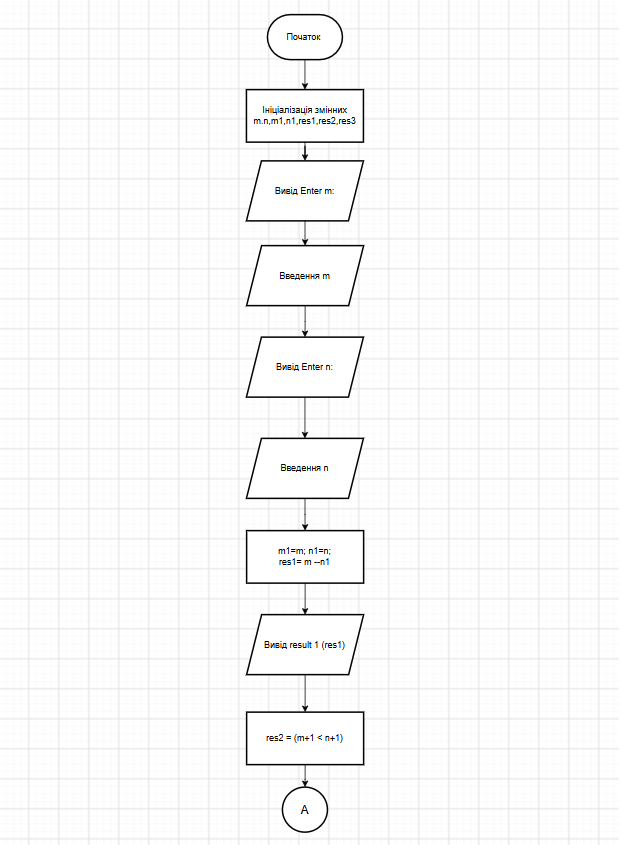 Початок
Ініціалізація змінних
m.n,m1,n1,res1,res2,res3
Вивід Enter m:
Введення m
Вивід Enter n:
Введення n
m1=m; n1=n;
res1= m --n1
Вивід result 1 (res1)
res2 = (m+1 < n+1)
A